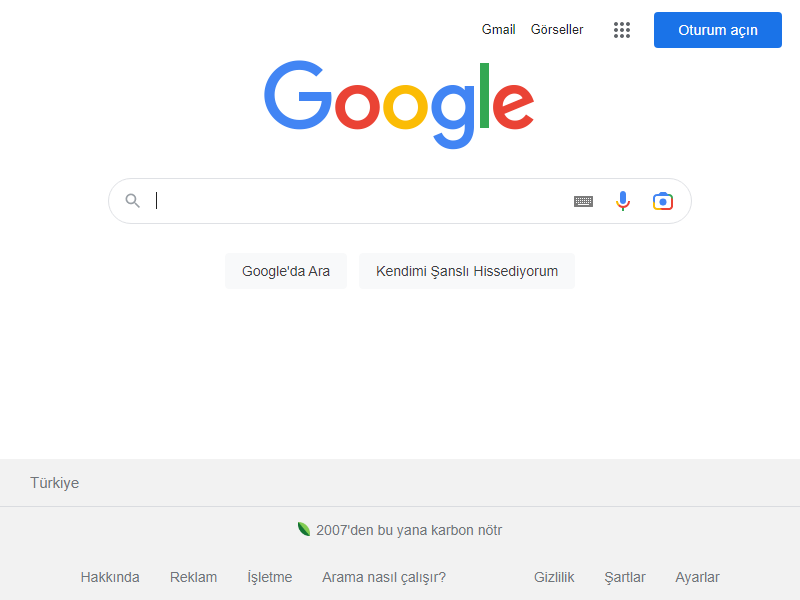 Gmail Görseller Oturum açın
Google
Google'da Ara Kendimi Şanslı Hissediyorum
Türkiye
2007'den bu yana karbon nötr
Hakkında Reklam İşletme Arama nasıl çalışır? Gizlilik Şartlar Ayarlar